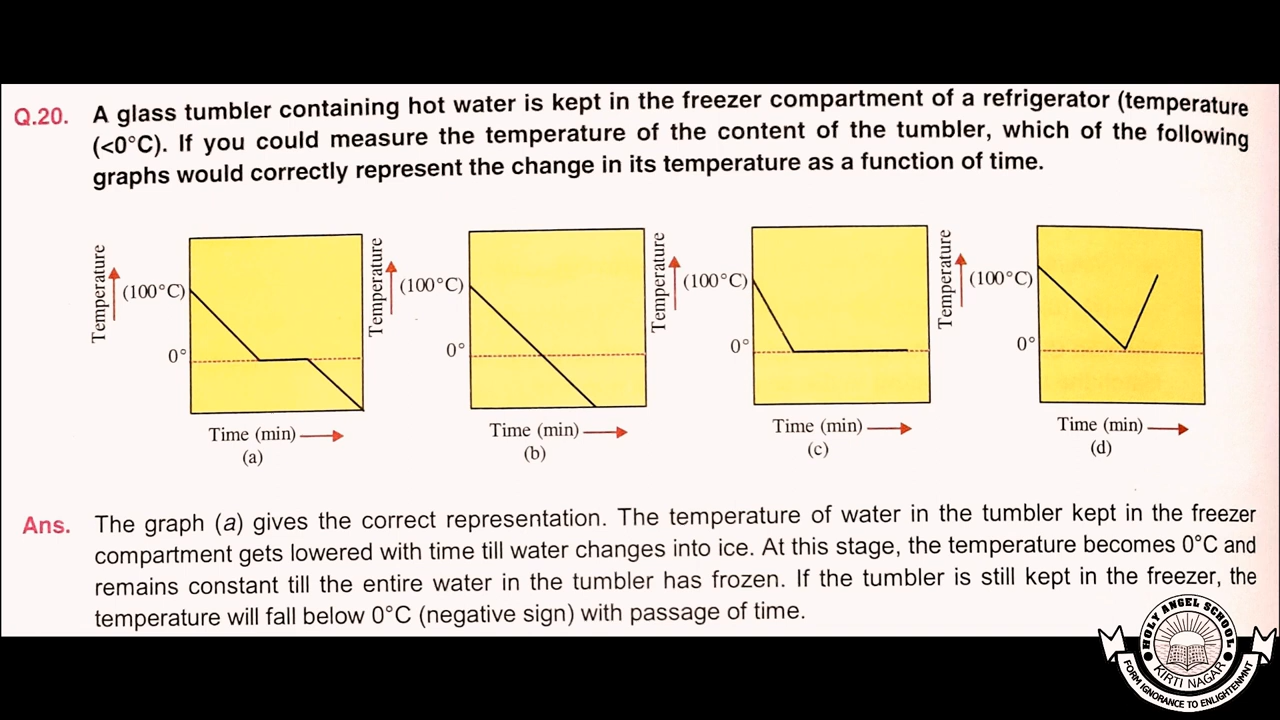 Q.20. A glass tumbler containing hot water is kept in the freezer compartment of a refrigerator (temperature
(<0°C). If you could measure the temperature of the content of the tumbler, which of the following
graphs would correctly represent the change in its temperature as a function of time.
Temperature
(100°C)
0°
Time (min)
(a)
Temperature
(100°C)
0°
Time (min)
(b)
Temperature
(100°C)
0°
Time (min)
(c)
Temperature
(100°C)
0°
Time (min)
(d)
Ans. The graph (a) gives the correct representation. The temperature of water in the tumbler kept in the freezer
compartment gets lowered with time till water changes into ice. At this stage, the temperature becomes 0°C and
remains constant till the entire water in the tumbler has frozen. If the tumbler is still kept in the freezer, the
temperature will fall below 0°C (negative sign) with passage of time.
HOLY ANGEL SCHOOL
KIRTI NAGAR
FORM IGNORANCE TO ENLIGHTENMNT